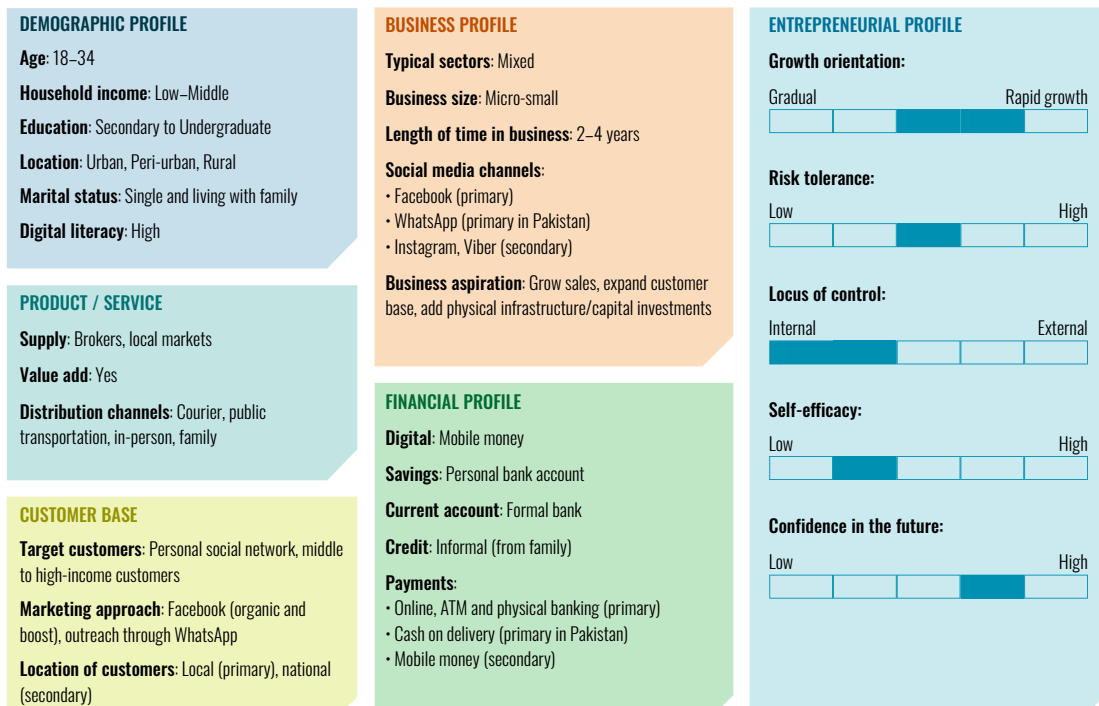 DEMOGRAPHIC PROFILE
Age: 18–34
Household income: Low–Middle
Education: Secondary to Undergraduate
Location: Urban, Peri-urban, Rural
Marital status: Single and living with family
Digital literacy: High
PRODUCT / SERVICE
Supply: Brokers, local markets
Value add: Yes
Distribution channels: Courier, public
transportation, in-person, family
CUSTOMER BASE
Target customers: Personal social network, middle
to high-income customers
Marketing approach: Facebook (organic and
boost), outreach through WhatsApp
Location of customers: Local (primary), national
(secondary)
BUSINESS PROFILE
Typical sectors: Mixed
Business size: Micro-small
Length of time in business: 2–4 years
Social media channels:
• Facebook (primary)
• WhatsApp (primary in Pakistan)
• Instagram, Viber (secondary)
Business aspiration: Grow sales, expand customer
base, add physical infrastructure/capital investments
FINANCIAL PROFILE
Digital: Mobile money
Savings: Personal bank account
Current account: Formal bank
Credit: Informal (from family)
Payments:
• Online, ATM and physical banking (primary)
• Cash on delivery (primary in Pakistan)
• Mobile money (secondary)
ENTREPRENEURIAL PROFILE
Growth orientation:
Gradual Rapid growth
Risk tolerance:
Low High
Locus of control:
Internal External
Self-efficacy:
Low High
Confidence in the future:
Low High